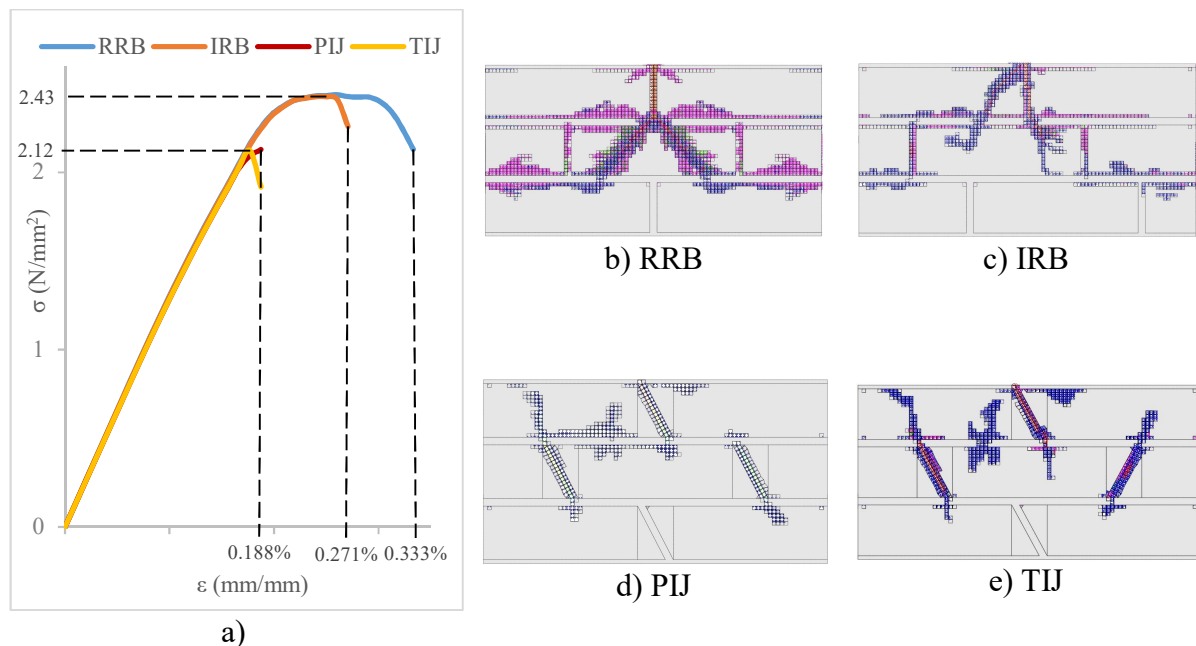 RRB IRB PIJ TIJ
2.43
2.12
2
1
0
σ (N/mm²)
0.188% 0.271% 0.333%
ε (mm/mm)
a)
b) RRB
c) IRB
d) PIJ
e) TIJ